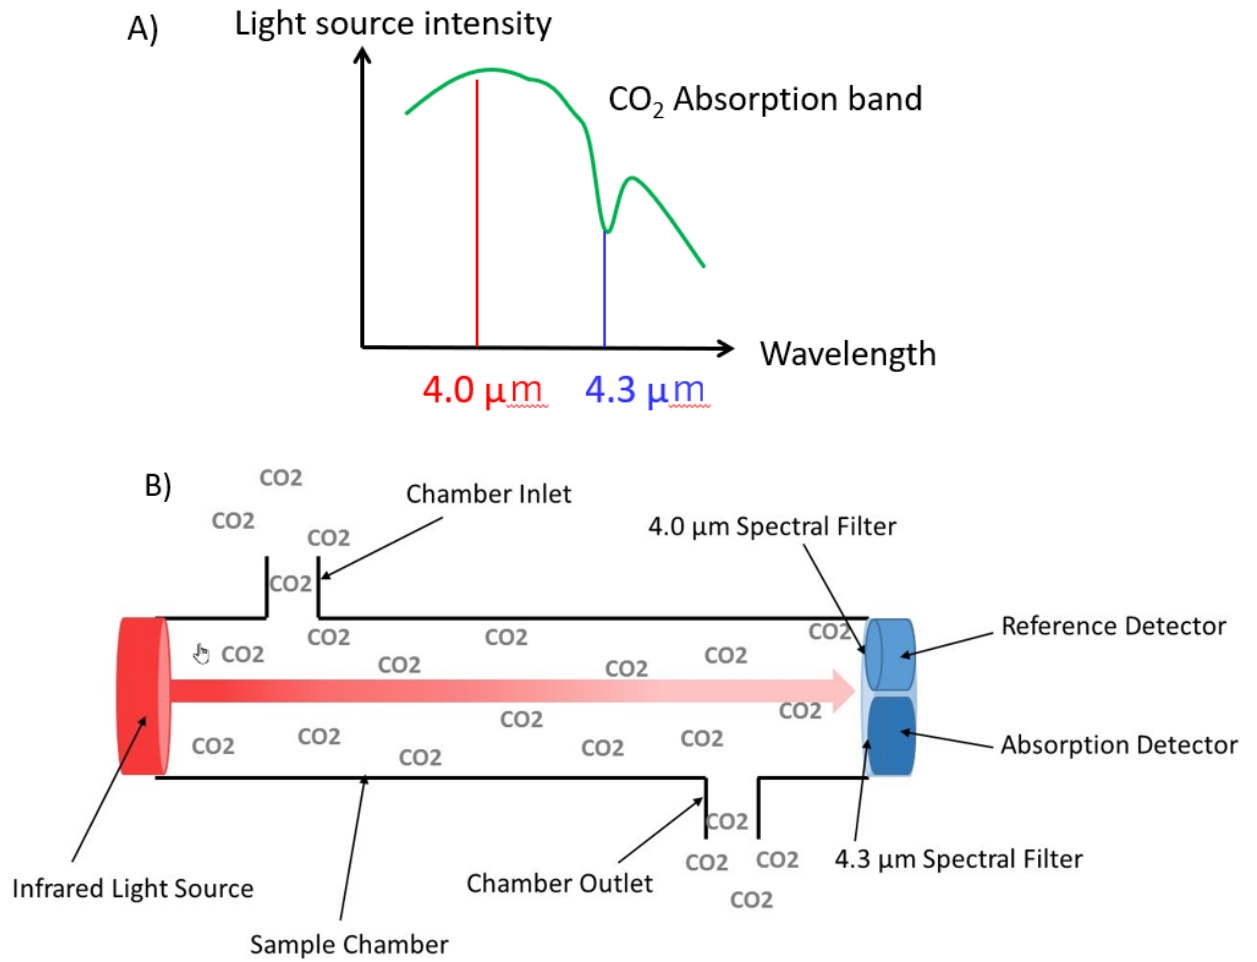 A)
Light source intensity
CO₂ Absorption band
Wavelength
4.0 μm
4.3 μm
B)
CO2
CO2
CO2
CO2
Chamber Inlet
4.0 μm Spectral Filter
CO2
CO2
CO2
CO2
CO2
CO2
CO2
CO2
Reference Detector
CO2
CO2
CO2
CO2
CO2
CO2
CO2
Absorption Detector
CO2
CO2
CO2
CO2
4.3 μm Spectral Filter
Chamber Outlet
Infrared Light Source
Sample Chamber